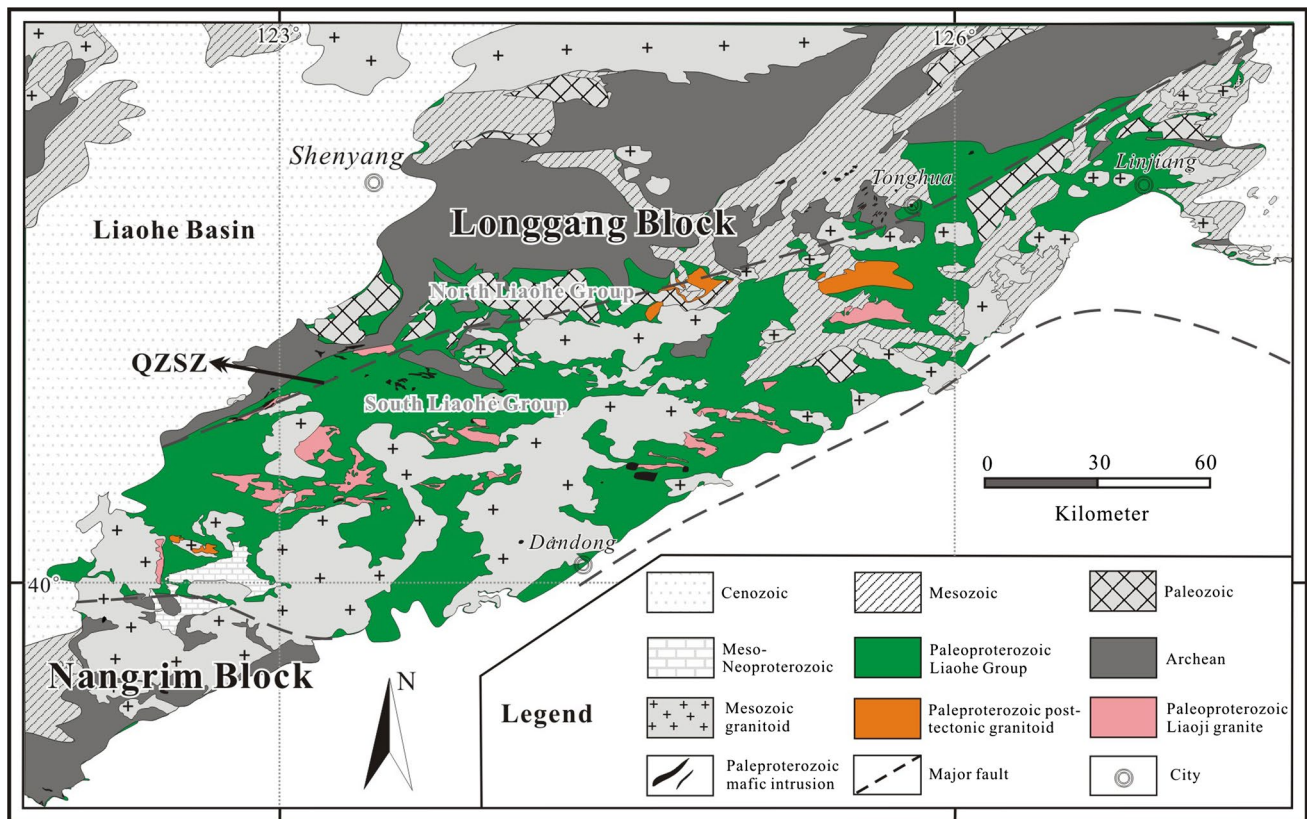 123°
126°
Shenyang
Linjiang
Tonghua
Longgang Block
Liaohe Basin
North Liaohe Group
QZSZ
South Liaohe Group
0 30 60
Kilometer
Dandong
40°
Nangrim Block
N
Legend
Cenozoic
Mesozoic
Paleozoic
Meso-
Neoproterozoic
Paleoproterozoic
Liaohe Group
Archean
Mesozoic
granitoid
Paleproterozoic post-
tectonic granitoid
Paleoproterozoic
Liaoji granite
Paleproterozoic
mafic intrusion
Major fault
City